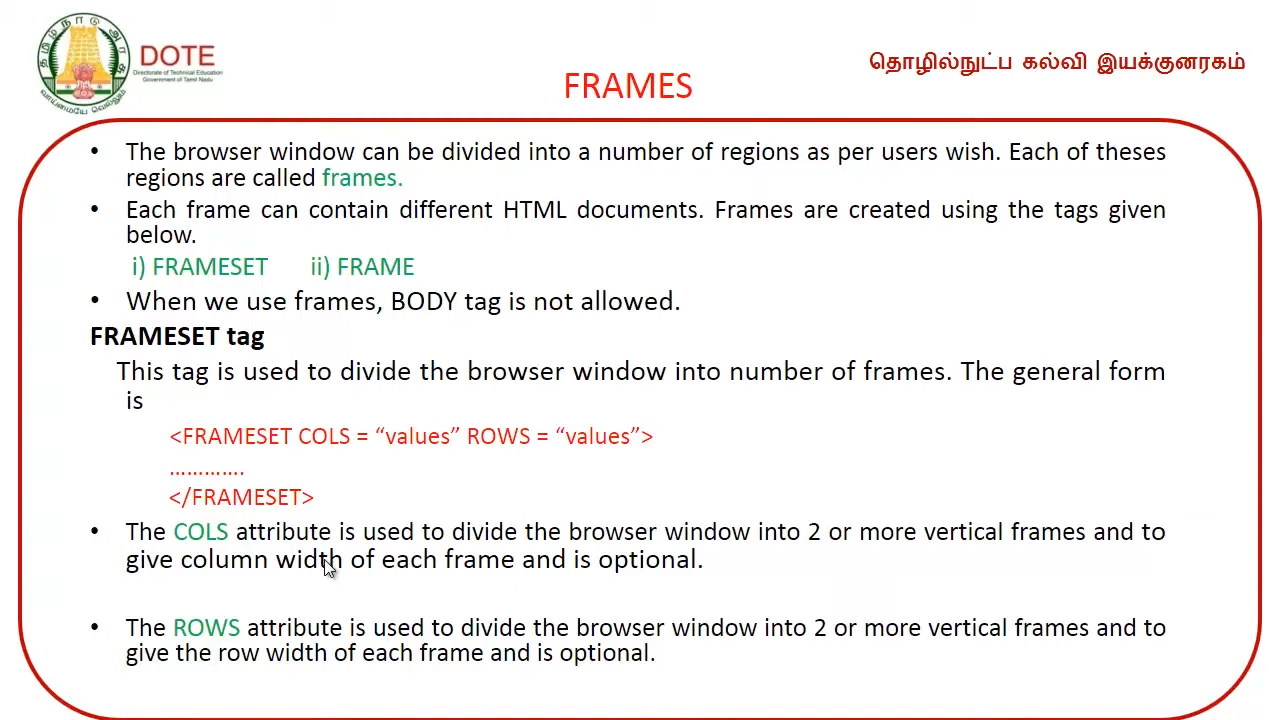 தமிழ்நாடு அரசு
வாய்மையே வெல்லும்
DOTE
Directorate of Technical Education
Government of Tamil Nadu
தொழில்நுட்ப கல்வி இயக்குனரகம்
FRAMES
• The browser window can be divided into a number of regions as per users wish. Each of theses
regions are called frames.
• Each frame can contain different HTML documents. Frames are created using the tags given
below.
i) FRAMESET ii) FRAME
• When we use frames, BODY tag is not allowed.
FRAMESET tag
This tag is used to divide the browser window into number of frames. The general form
is
<FRAMESET COLS = “values” ROWS = “values”>
………….
</FRAMESET>
• The COLS attribute is used to divide the browser window into 2 or more vertical frames and to
give column width of each frame and is optional.
• The ROWS attribute is used to divide the browser window into 2 or more vertical frames and to
give the row width of each frame and is optional.